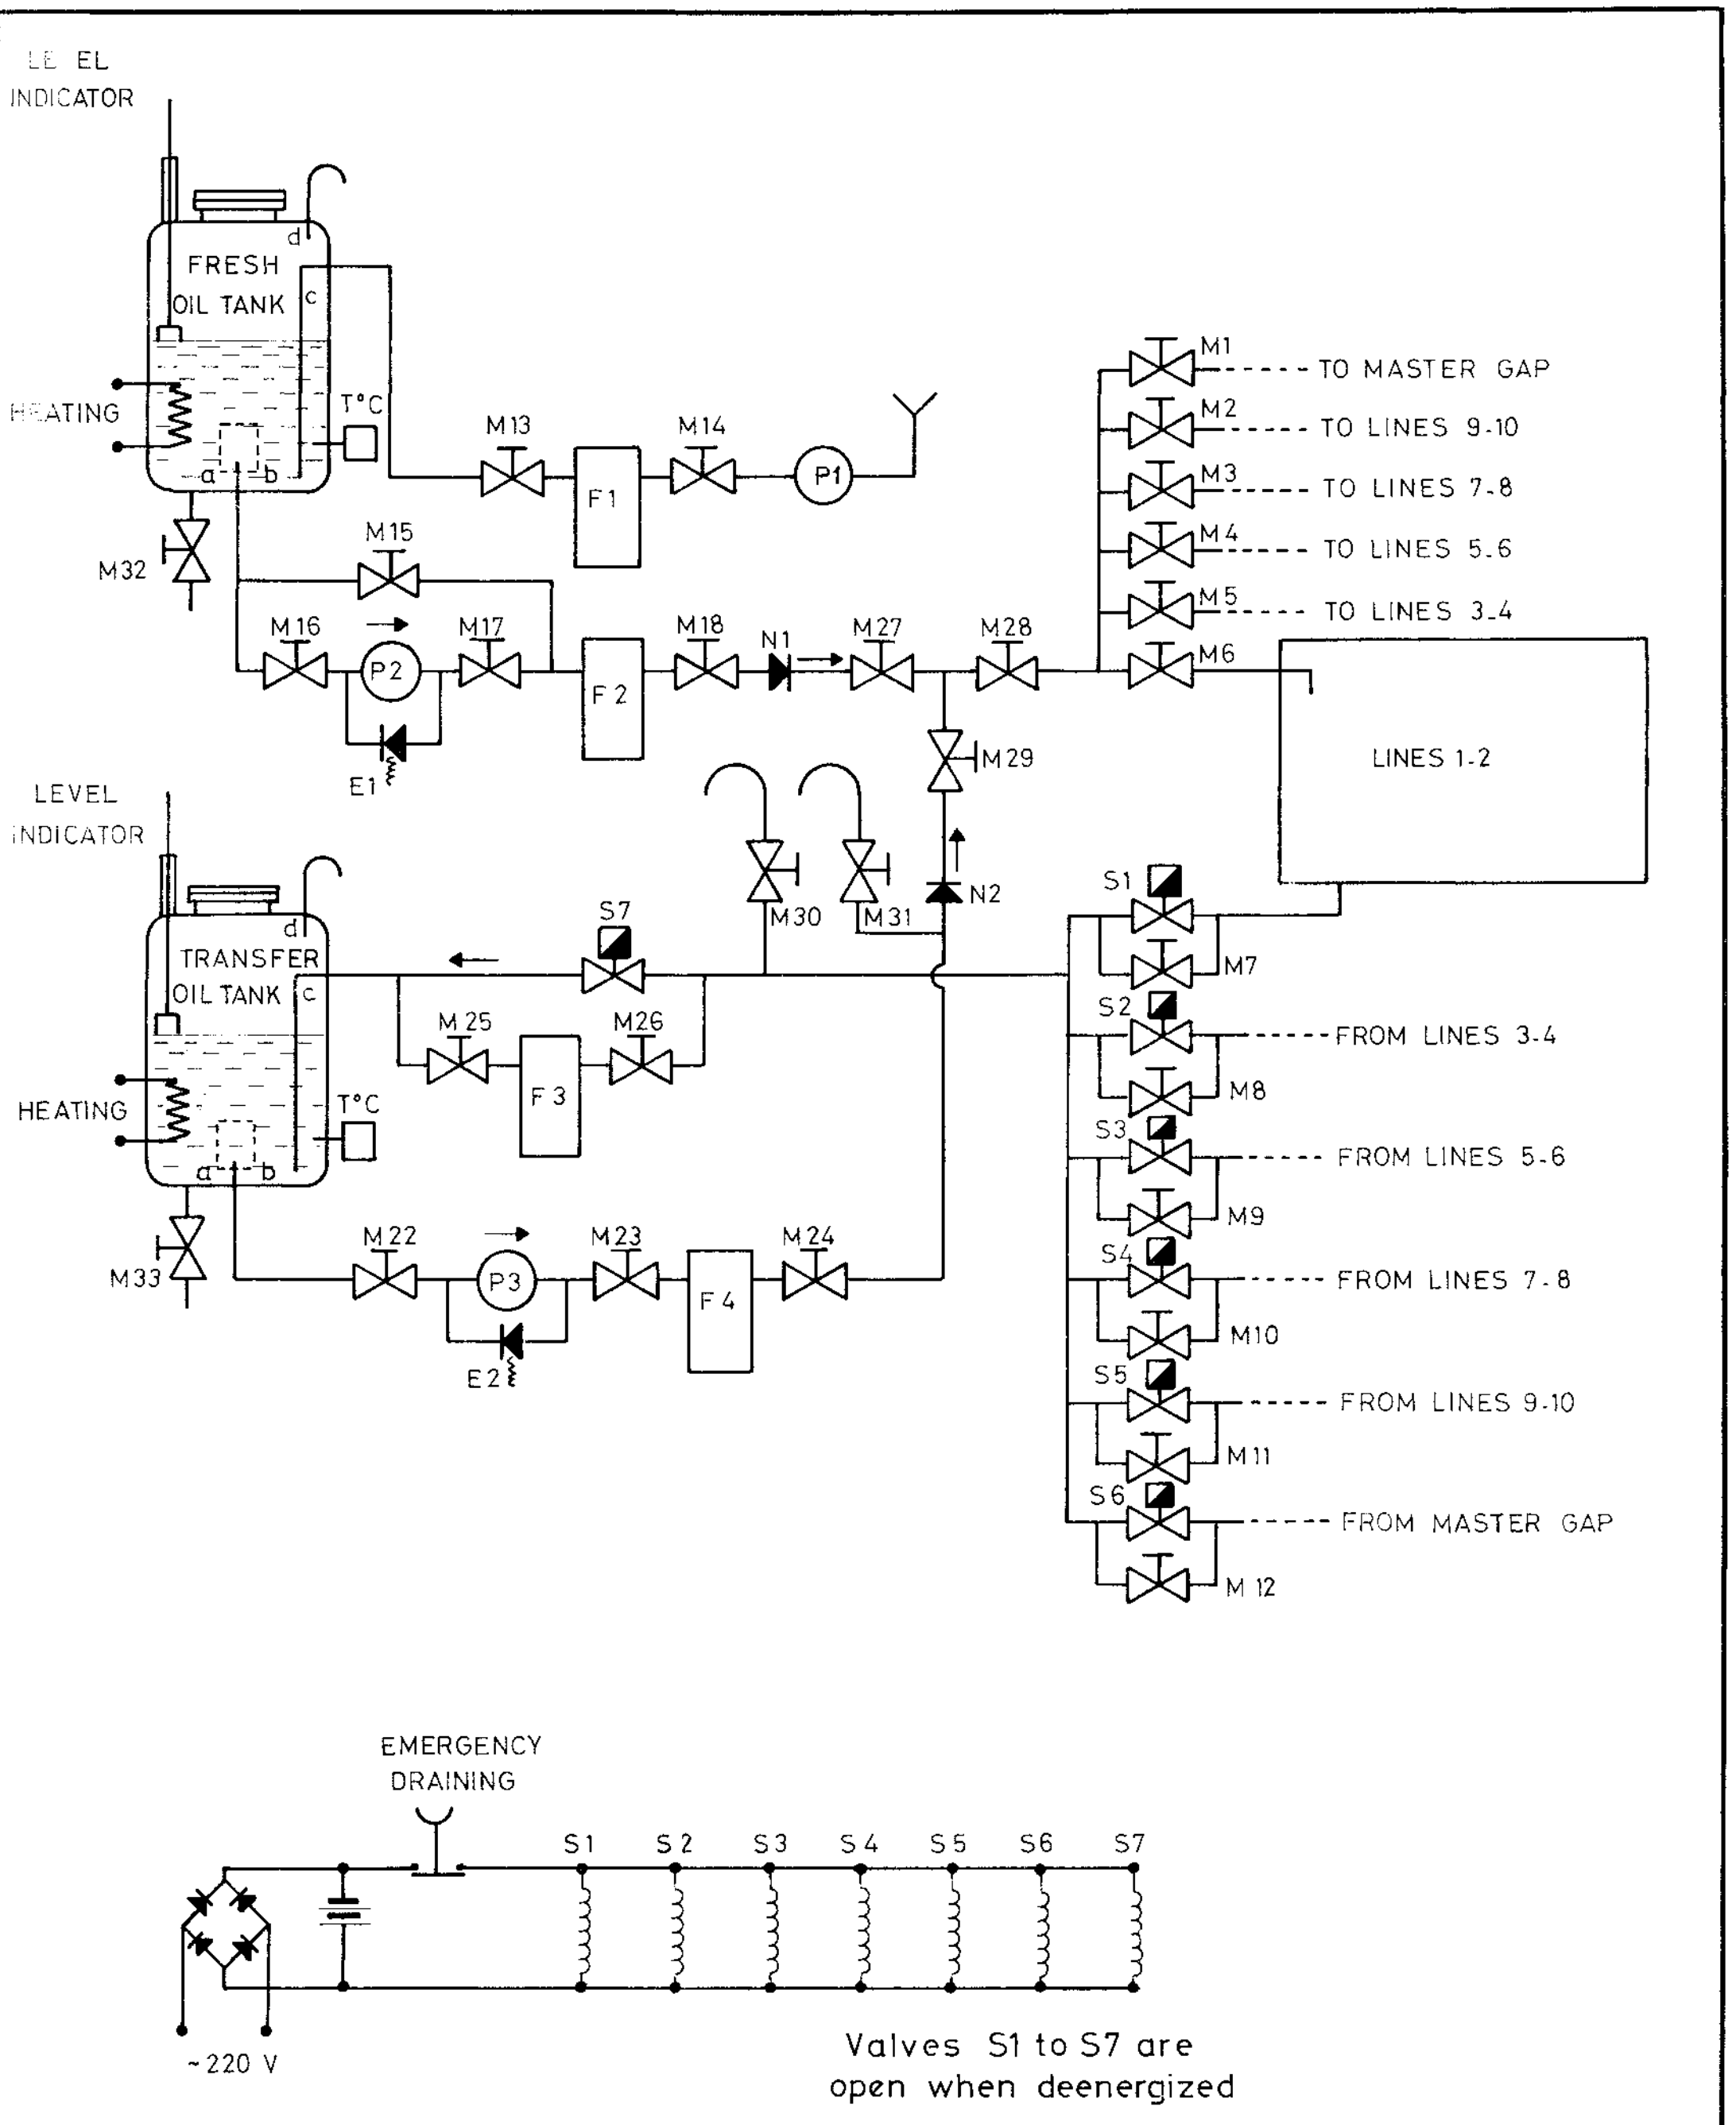 INDICATOR
d
FRESH
OIL TANK
c
HEATING
T°C
a
b
M32
M13
F1
M14
P1
M1
TO MASTER GAP
M2
TO LINES 9-10
M3
TO LINES 7-8
M4
TO LINES 5-6
M5
TO LINES 3-4
M6
M15
M16
P2
M17
E1
F2
M18
N1
M27
M28
M29
LINES 1-2
LEVEL
INDICATOR
d
TRANSFER
OIL TANK
c
HEATING
T°C
a
b
M33
S7
M30
M31
N2
M25
F3
M26
M22
P3
E2
M23
F4
M24
S1
M7
S2
FROM LINES 3-4
M8
S3
FROM LINES 5-6
M9
S4
FROM LINES 7-8
M10
S5
FROM LINES 9-10
M11
S6
FROM MASTER GAP
M12
EMERGENCY
DRAINING
S1 S2 S3 S4 S5 S6 S7
~220 V
Valves S1 to S7 are
open when deenergized